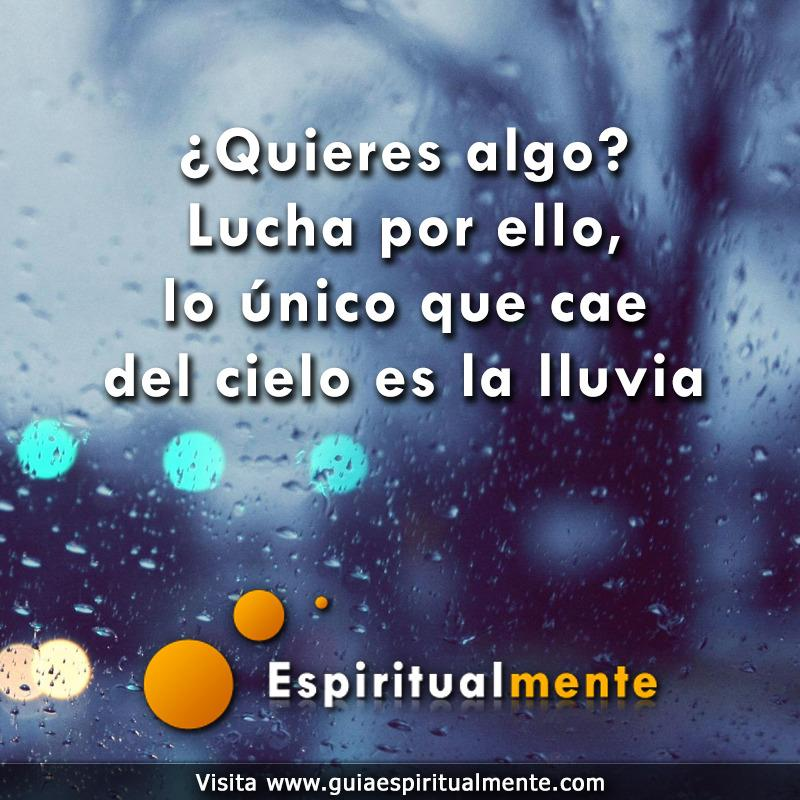 ¿Quieres algo?
Lucha por ello,
lo único que cae
del cielo es la lluvia
Espiritualmente
Visita www.guiaespiritualmente.com